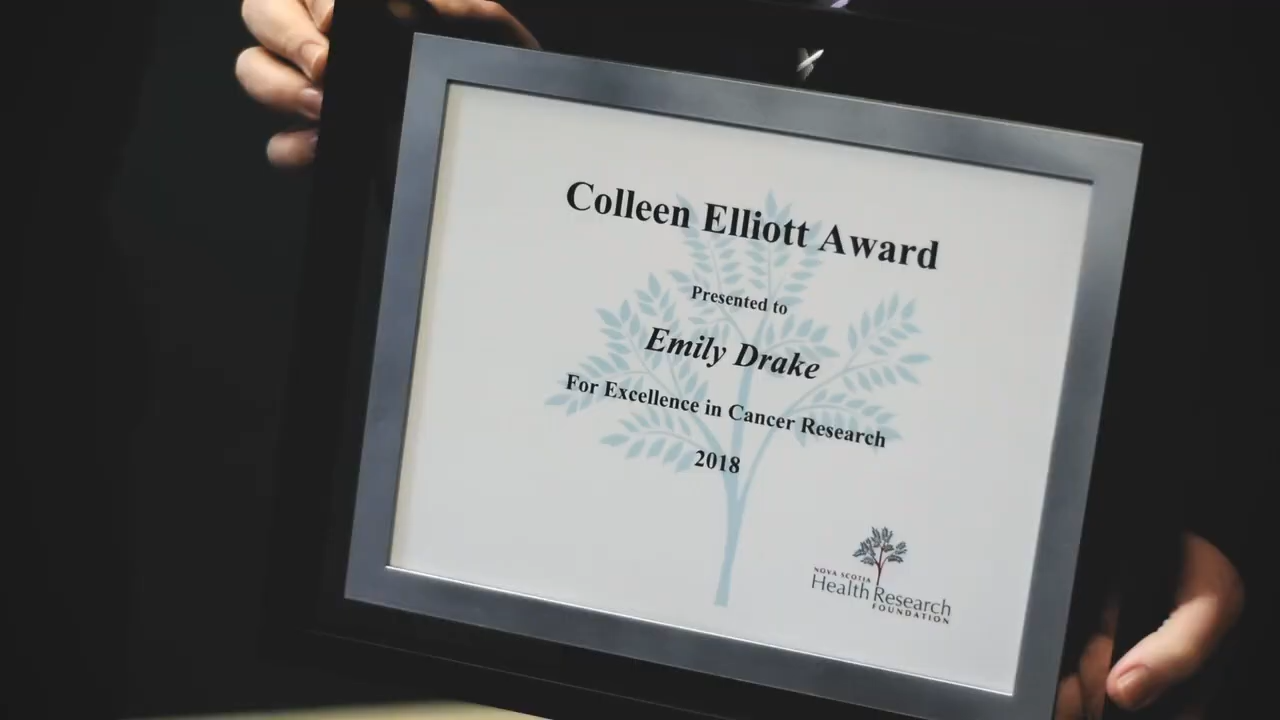 Colleen Elliott Award
Presented to
Emily Drake
For Excellence in Cancer Research
2018
NOVA SCOTIA
Health Research
FOUNDATION